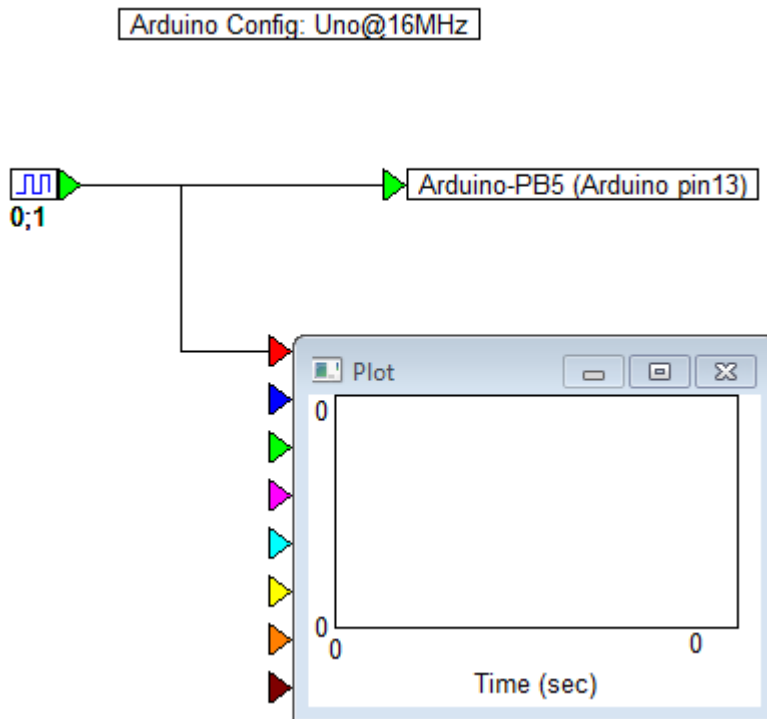 Arduino Config: Uno@16MHz
Arduino-PB5 (Arduino pin13)
0;1
Plot
0
0
0
0
Time (sec)